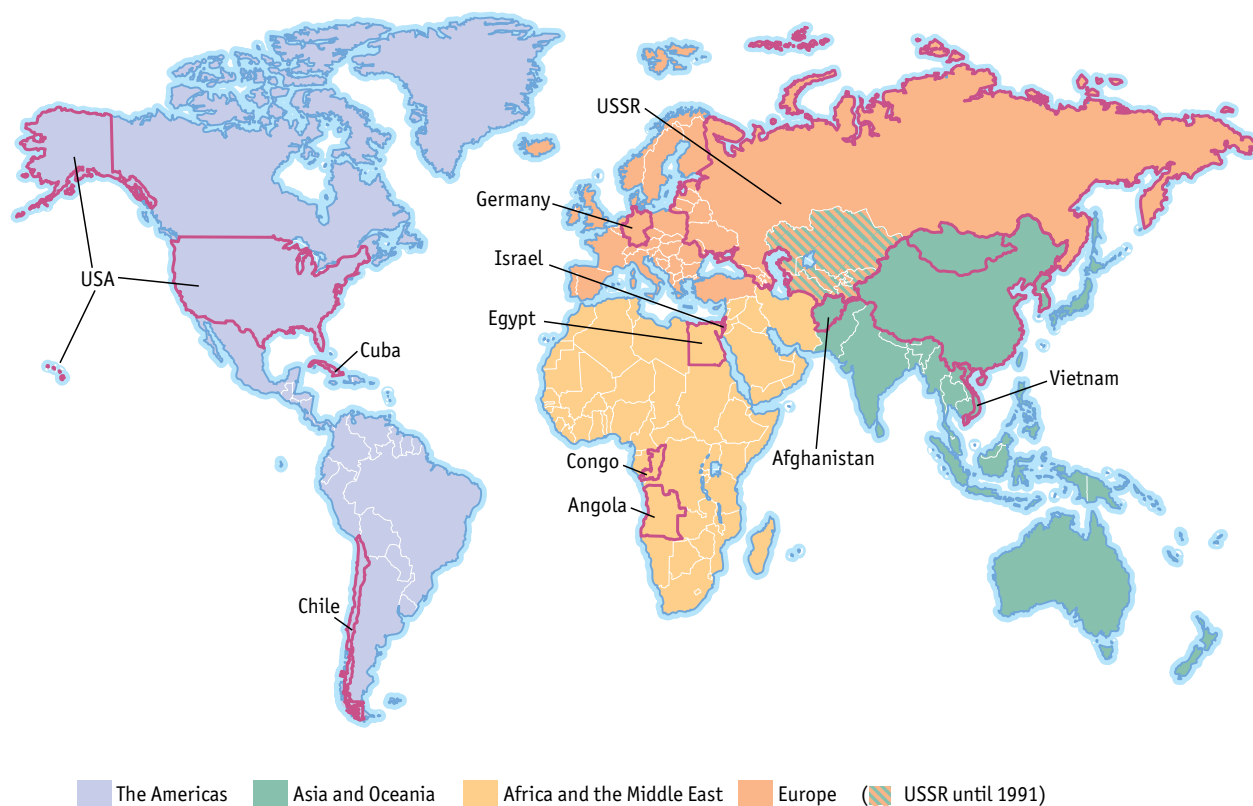 USSR
Germany
Israel
USA
Egypt
Cuba
Vietnam
Congo
Afghanistan
Angola
Chile
The Americas
Asia and Oceania
Africa and the Middle East
Europe
( USSR until 1991)